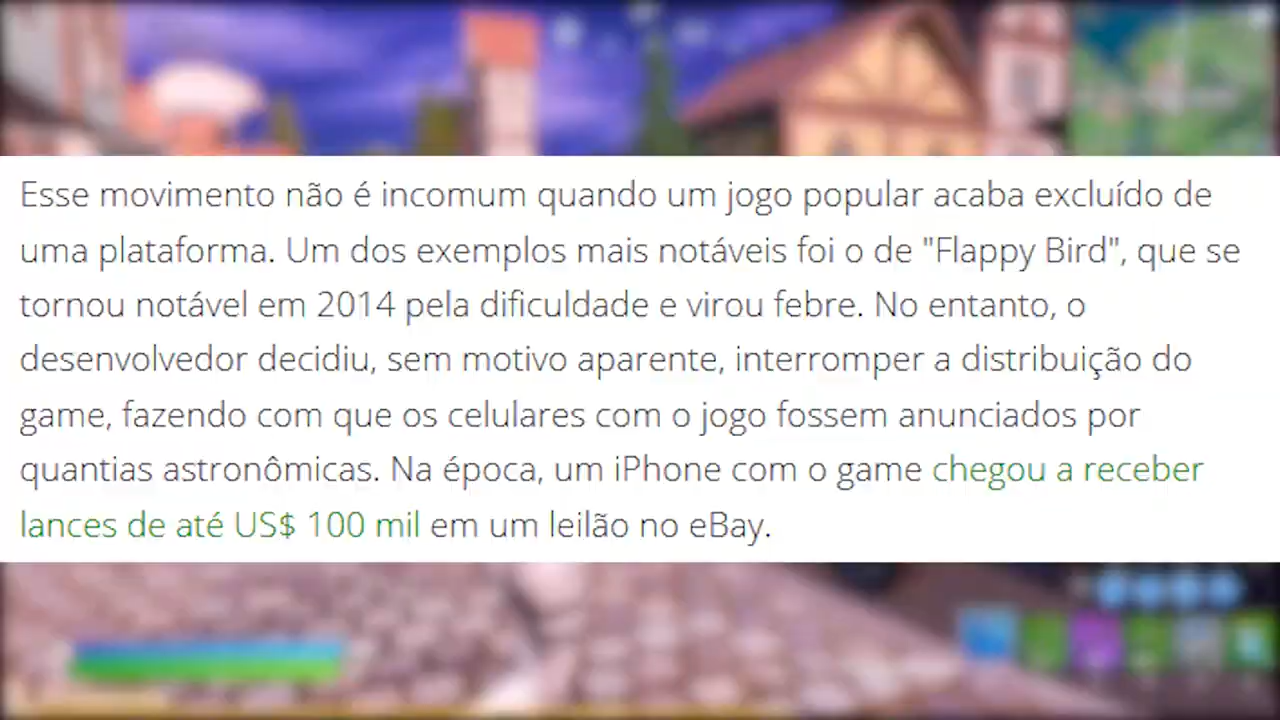 Esse movimento não é incomum quando um jogo popular acaba excluído de
uma plataforma. Um dos exemplos mais notáveis foi o de "Flappy Bird", que se
tornou notável em 2014 pela dificuldade e virou febre. No entanto, o
desenvolvedor decidiu, sem motivo aparente, interromper a distribuição do
game, fazendo com que os celulares com o jogo fossem anunciados por
quantias astronômicas. Na época, um iPhone com o game chegou a receber
lances de até US$ 100 mil em um leilão no eBay.